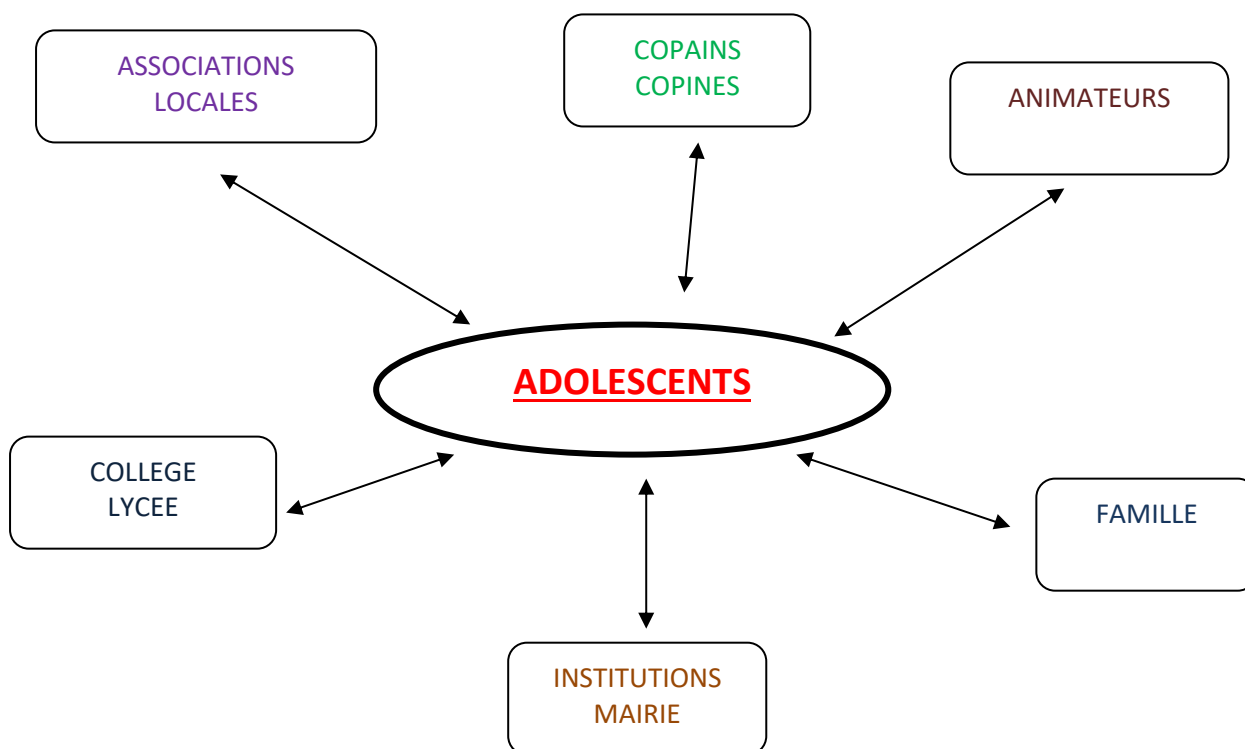 ASSOCIATIONS
LOCALES
COPAINS
COPINES
ANIMATEURS
ADOLESCENTS
COLLEGE
LYCEE
FAMILLE
INSTITUTIONS
MAIRIE